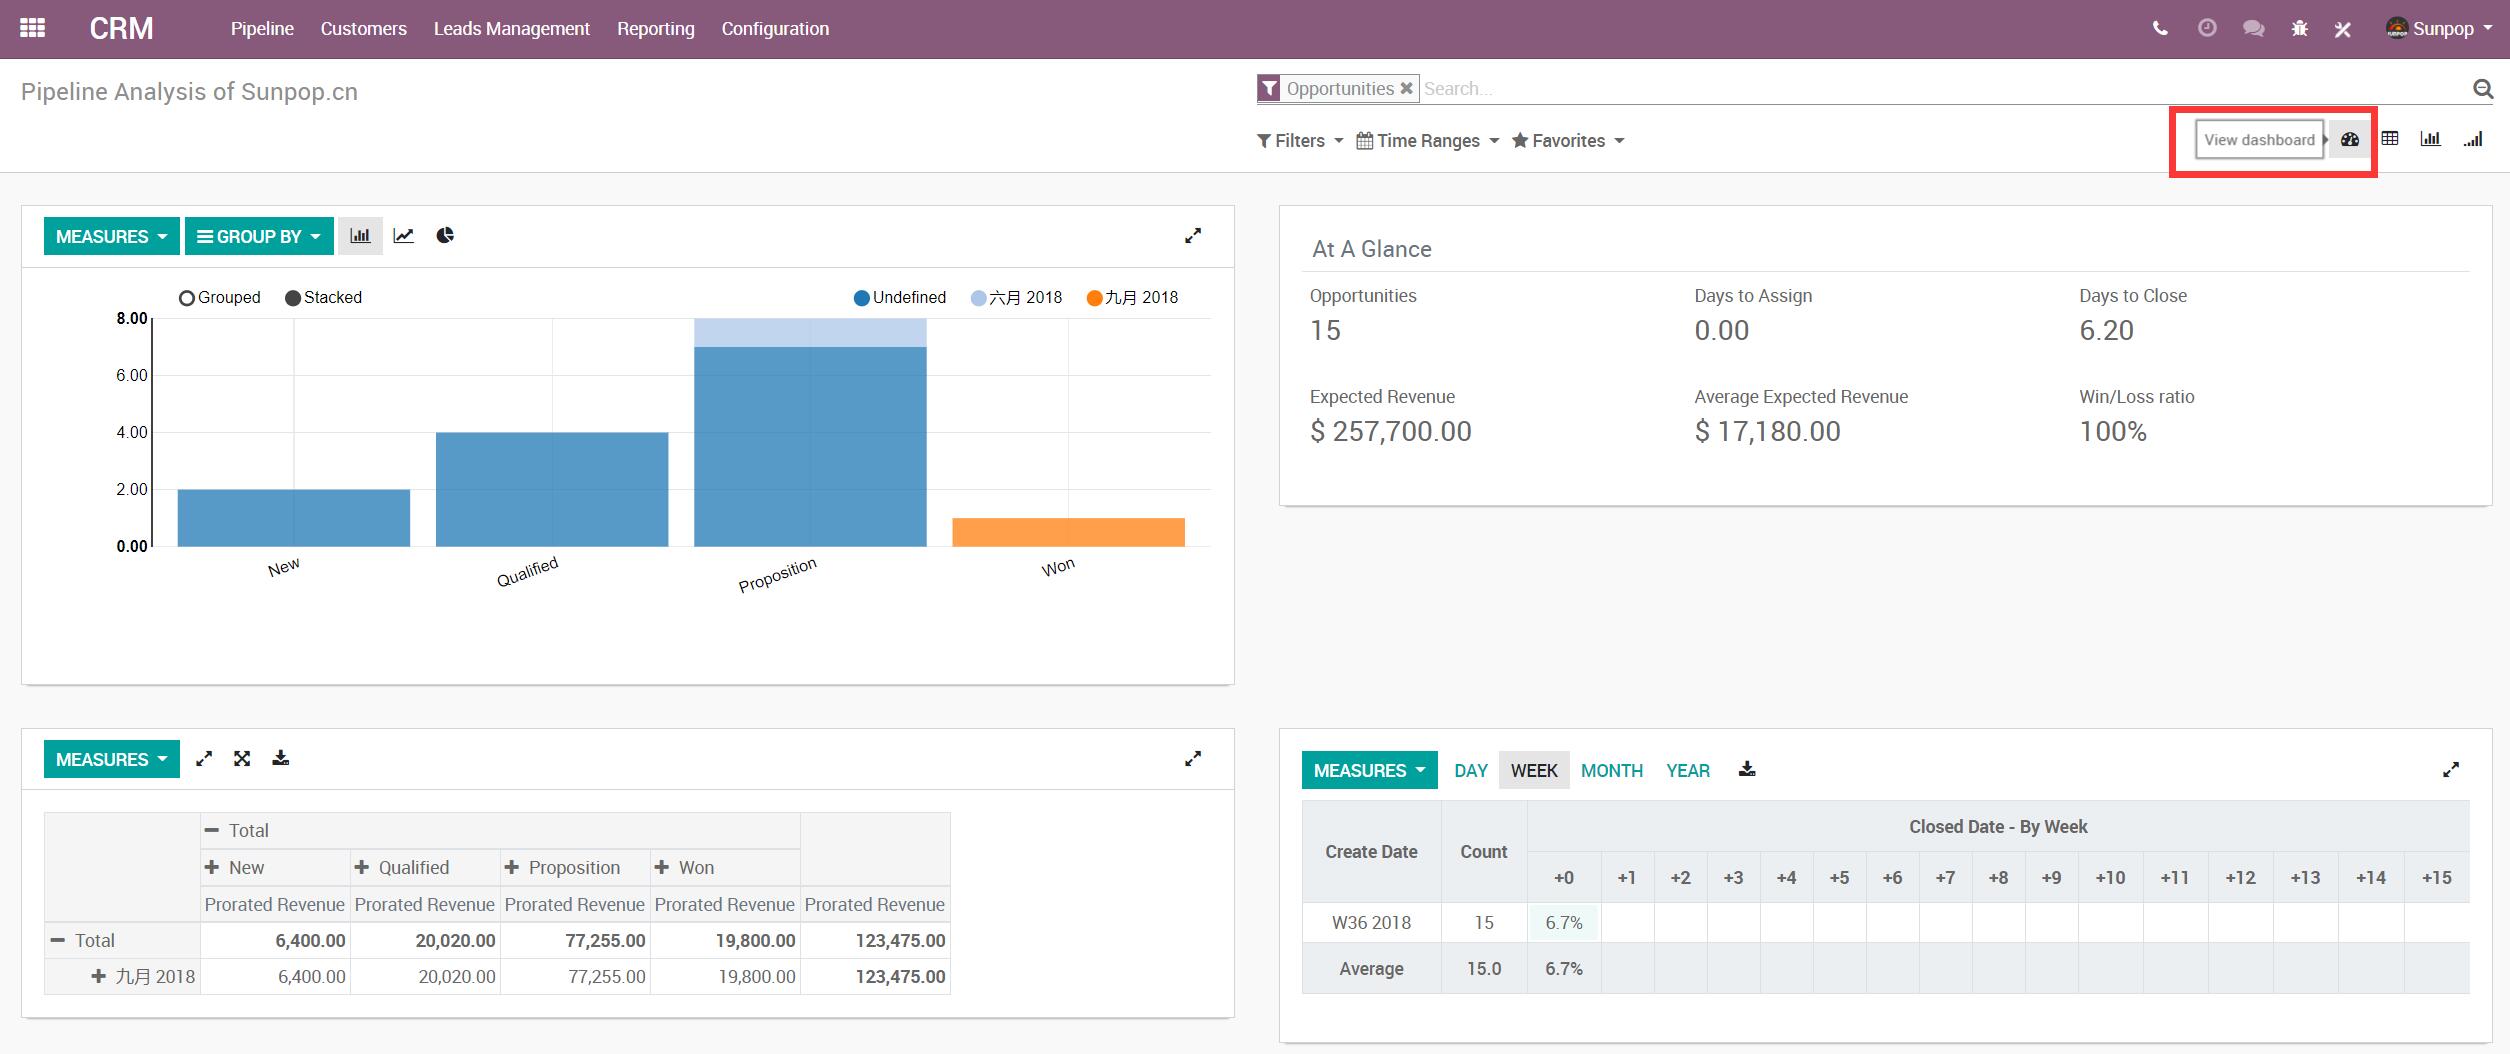 CRM Pipeline Customers Leads Management Reporting Configuration Sunpop
Pipeline Analysis of Sunpop.cn
Opportunities Search...
Filters Time Ranges Favorites View dashboard
MEASURES GROUP BY
Grouped Stacked Undefined 六月 2018 九月 2018
8.00
6.00
4.00
2.00
0.00
New Qualified Proposition Won
At A Glance
Opportunities Days to Assign Days to Close
15 0.00 6.20
Expected Revenue Average Expected Revenue Win/Loss ratio
$ 257,700.00 $ 17,180.00 100%
MEASURES
Total
New Qualified Proposition Won
Prorated Revenue Prorated Revenue Prorated Revenue Prorated Revenue Prorated Revenue
Total 6,400.00 20,020.00 77,255.00 19,800.00 123,475.00
九月 2018 6,400.00 20,020.00 77,255.00 19,800.00 123,475.00
MEASURES DAY WEEK MONTH YEAR
Create Date Count Closed Date - By Week
+0 +1 +2 +3 +4 +5 +6 +7 +8 +9 +10 +11 +12 +13 +14 +15
W36 2018 15 6.7%
Average 15.0 6.7%